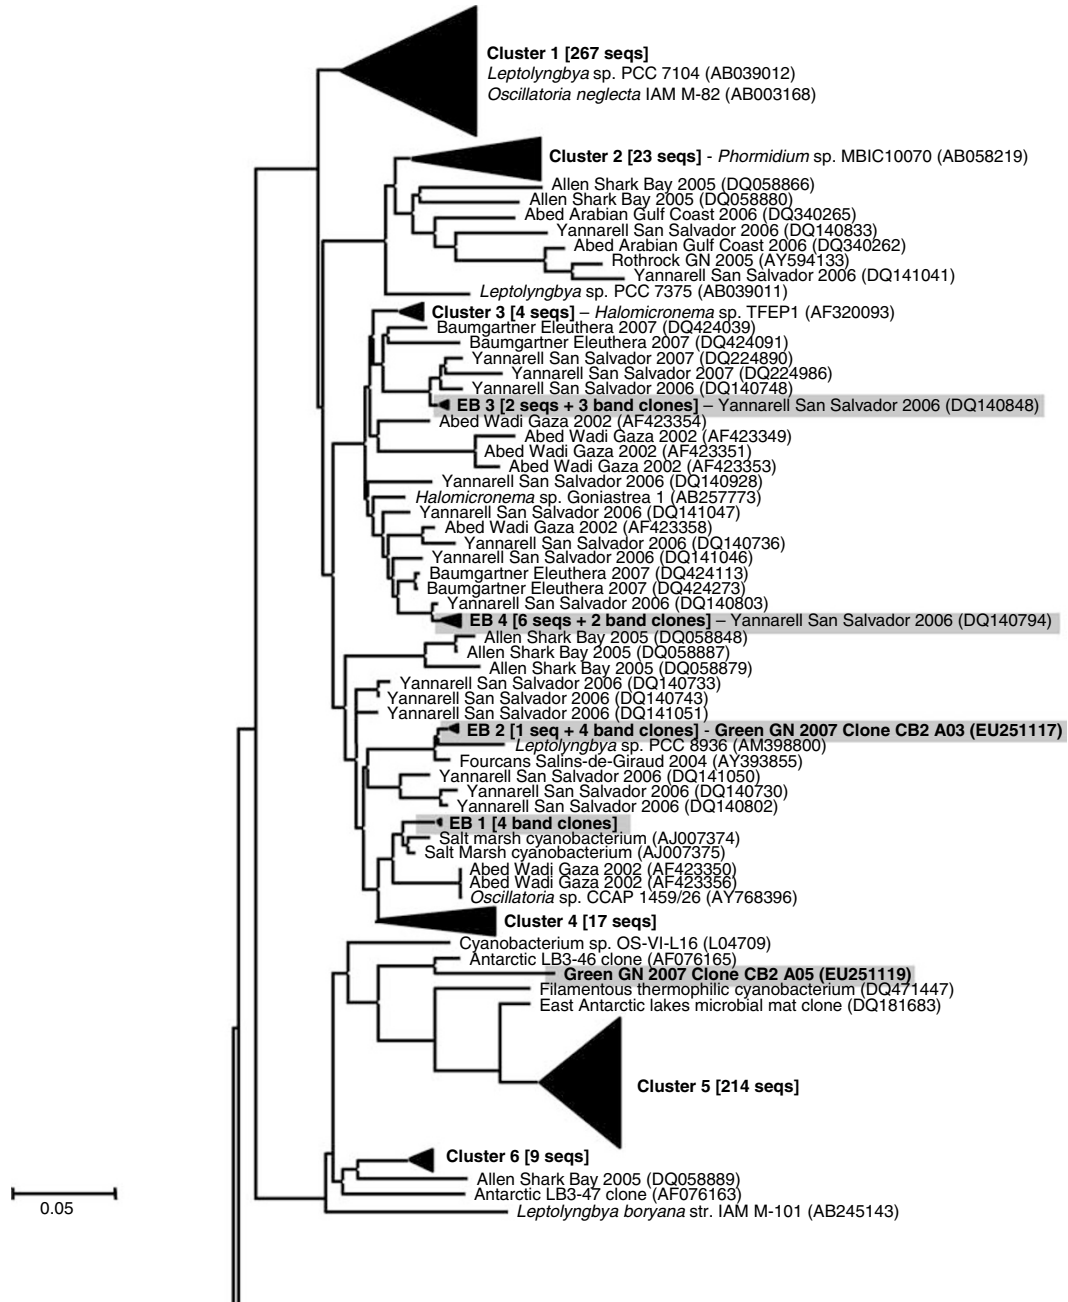 Cluster 1 [267 seqs]
Leptolyngbya sp. PCC 7104 (AB039012)
Oscillatoria neglecta IAM M-82 (AB003168)
Cluster 2 [23 seqs] - Phormidium sp. MBIC10070 (AB058219)
Allen Shark Bay 2005 (DQ058866)
Allen Shark Bay 2005 (DQ058880)
Abed Arabian Gulf Coast 2006 (DQ340265)
Yannarell San Salvador 2006 (DQ140833)
Abed Arabian Gulf Coast 2006 (DQ340262)
Rothrock GN 2005 (AY594133)
Yannarell San Salvador 2006 (DQ141041)
Leptolyngbya sp. PCC 7375 (AB039011)
Cluster 3 [4 seqs] – Halomicronema sp. TFEP1 (AF320093)
Baumgartner Eleuthera 2007 (DQ424039)
Baumgartner Eleuthera 2007 (DQ424091)
Yannarell San Salvador 2007 (DQ224890)
Yannarell San Salvador 2007 (DQ224986)
Yannarell San Salvador 2006 (DQ140748)
EB 3 [2 seqs + 3 band clones] – Yannarell San Salvador 2006 (DQ140848)
Abed Wadi Gaza 2002 (AF423354)
Abed Wadi Gaza 2002 (AF423349)
Abed Wadi Gaza 2002 (AF423351)
Abed Wadi Gaza 2002 (AF423353)
Yannarell San Salvador 2006 (DQ140928)
Halomicronema sp. Goniastrea 1 (AB257773)
Yannarell San Salvador 2006 (DQ141047)
Abed Wadi Gaza 2002 (AF423358)
Yannarell San Salvador 2006 (DQ140736)
Yannarell San Salvador 2006 (DQ141046)
Baumgartner Eleuthera 2007 (DQ424113)
Baumgartner Eleuthera 2007 (DQ424273)
Yannarell San Salvador 2006 (DQ140803)
EB 4 [6 seqs + 2 band clones] – Yannarell San Salvador 2006 (DQ140794)
Allen Shark Bay 2005 (DQ058848)
Allen Shark Bay 2005 (DQ058887)
Allen Shark Bay 2005 (DQ058879)
Yannarell San Salvador 2006 (DQ140733)
Yannarell San Salvador 2006 (DQ140743)
Yannarell San Salvador 2006 (DQ141051)
EB 2 [1 seq + 4 band clones] - Green GN 2007 Clone CB2 A03 (EU251117)
Leptolyngbya sp. PCC 8936 (AM398800)
Fourcans Salins-de-Giraud 2004 (AY393855)
Yannarell San Salvador 2006 (DQ141050)
Yannarell San Salvador 2006 (DQ140730)
Yannarell San Salvador 2006 (DQ140802)
EB 1 [4 band clones]
Salt marsh cyanobacterium (AJ007374)
Salt Marsh cyanobacterium (AJ007375)
Abed Wadi Gaza 2002 (AF423350)
Abed Wadi Gaza 2002 (AF423356)
Oscillatoria sp. CCAP 1459/26 (AY768396)
Cluster 4 [17 seqs]
Cyanobacterium sp. OS-VI-L16 (L04709)
Antarctic LB3-46 clone (AF076165)
Green GN 2007 Clone CB2 A05 (EU251119)
Filamentous thermophilic cyanobacterium (DQ471447)
East Antarctic lakes microbial mat clone (DQ181683)
Cluster 5 [214 seqs]
Cluster 6 [9 seqs]
Allen Shark Bay 2005 (DQ058889)
Antarctic LB3-47 clone (AF076163)
Leptolyngbya boryana str. IAM M-101 (AB245143)
0.05